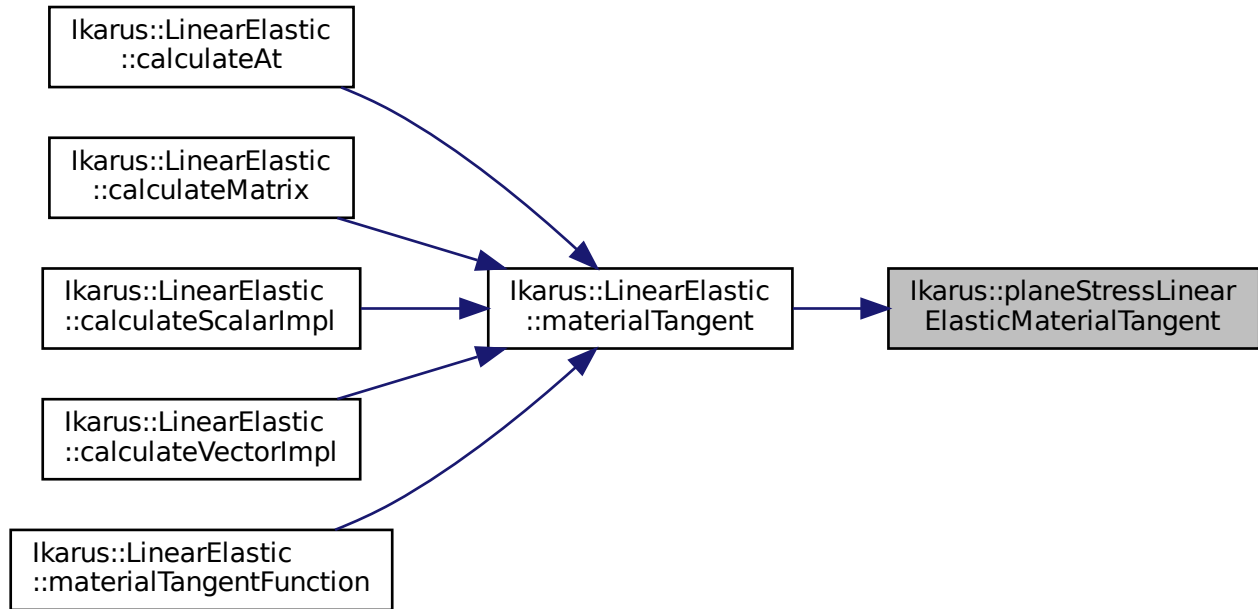 Ikarus::LinearElastic
::calculateAt
Ikarus::LinearElastic
::calculateMatrix
Ikarus::LinearElastic
::calculateScalarImpl
Ikarus::LinearElastic
::calculateVectorImpl
Ikarus::LinearElastic
::materialTangentFunction
Ikarus::LinearElastic
::materialTangent
Ikarus::planeStressLinear
ElasticMaterialTangent